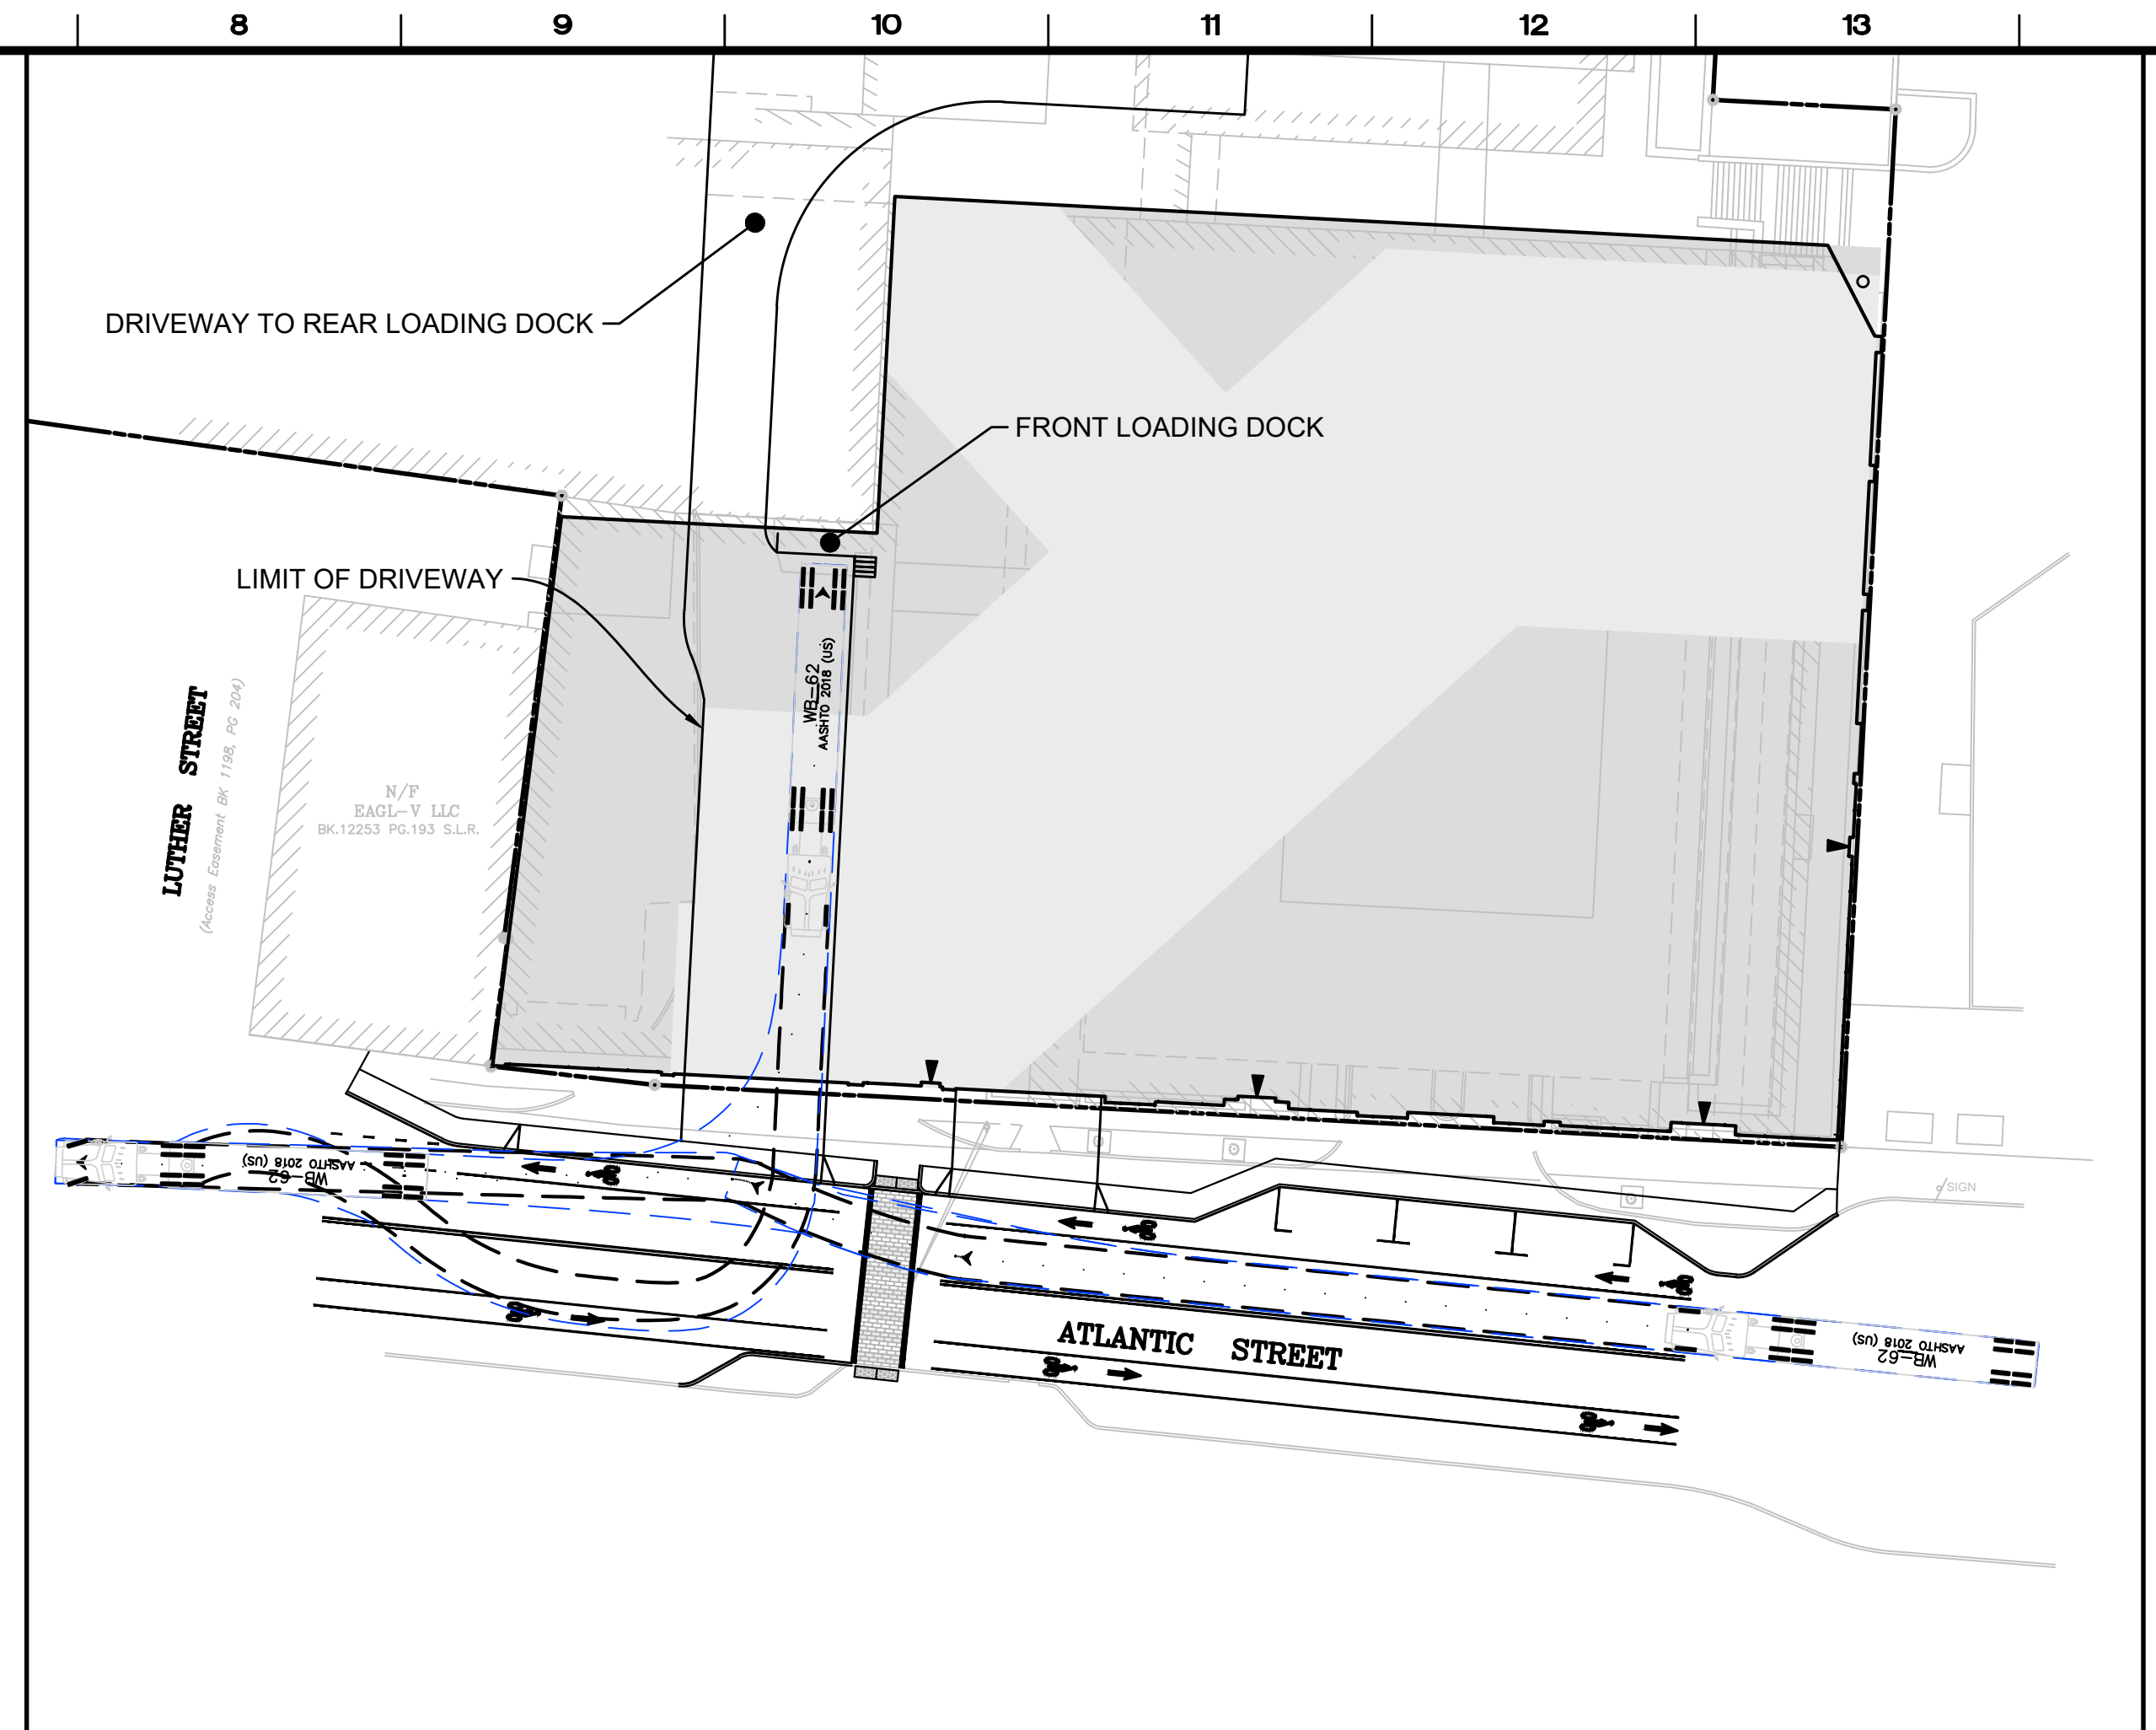 8 9 10 11 12 13
DRIVEWAY TO REAR LOADING DOCK
FRONT LOADING DOCK
LIMIT OF DRIVEWAY
WB-62
AASHTO 2018 (US)
LUTHER STREET
(Access Easement BK 1198, PG 204)
N/F
EAGL-V LLC
BK.12253 PG.193 S.L.R.
WB-62
AASHTO 2018 (US)
SIGN
ATLANTIC STREET
WB-62
AASHTO 2018 (US)